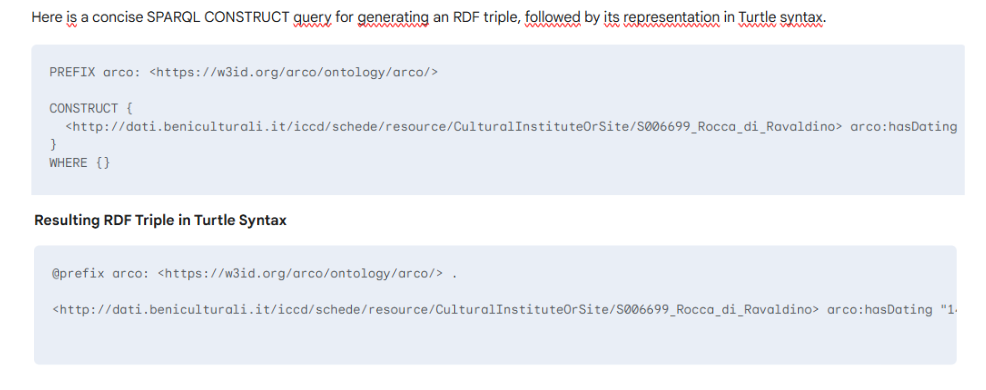 Here is a concise SPARQL CONSTRUCT query for generating an RDF triple, followed by its representation in Turtle syntax.
PREFIX arco: <https://w3id.org/arco/ontology/arco/>
CONSTRUCT {
  <http://dati.beniculturali.it/iccd/schede/resource/CulturalInstituteOrSite/S006699_Rocca_di_Ravaldino> arco:hasDating
}
WHERE {}
Resulting RDF Triple in Turtle Syntax
@prefix arco: <https://w3id.org/arco/ontology/arco/> .
<http://dati.beniculturali.it/iccd/schede/resource/CulturalInstituteOrSite/S006699_Rocca_di_Ravaldino> arco:hasDating "1